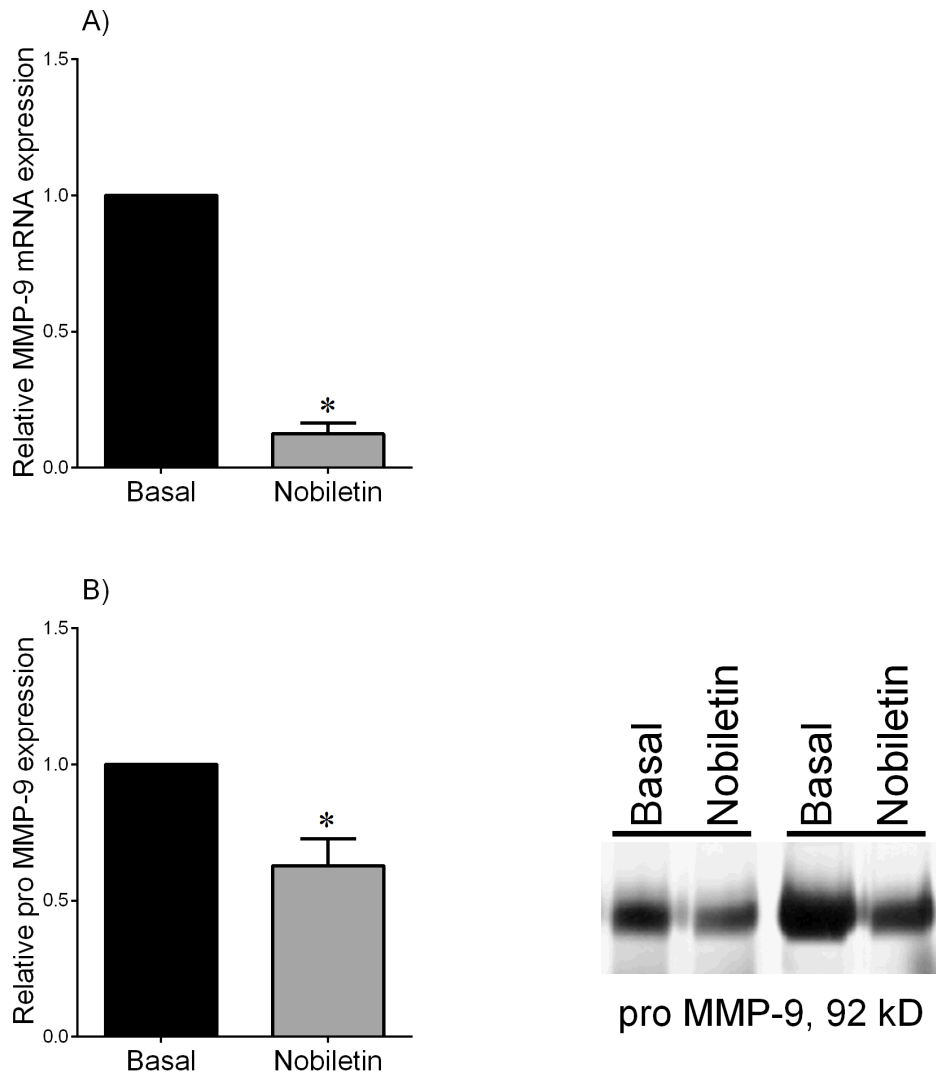 A)
Relative MMP-9 mRNA expression
1.5
1.0
0.5
0.0
Basal Nobiletin
*
B)
Relative pro MMP-9 expression
1.5
1.0
0.5
0.0
Basal Nobiletin
*
Basal Nobiletin Basal Nobiletin
pro MMP-9, 92 kD